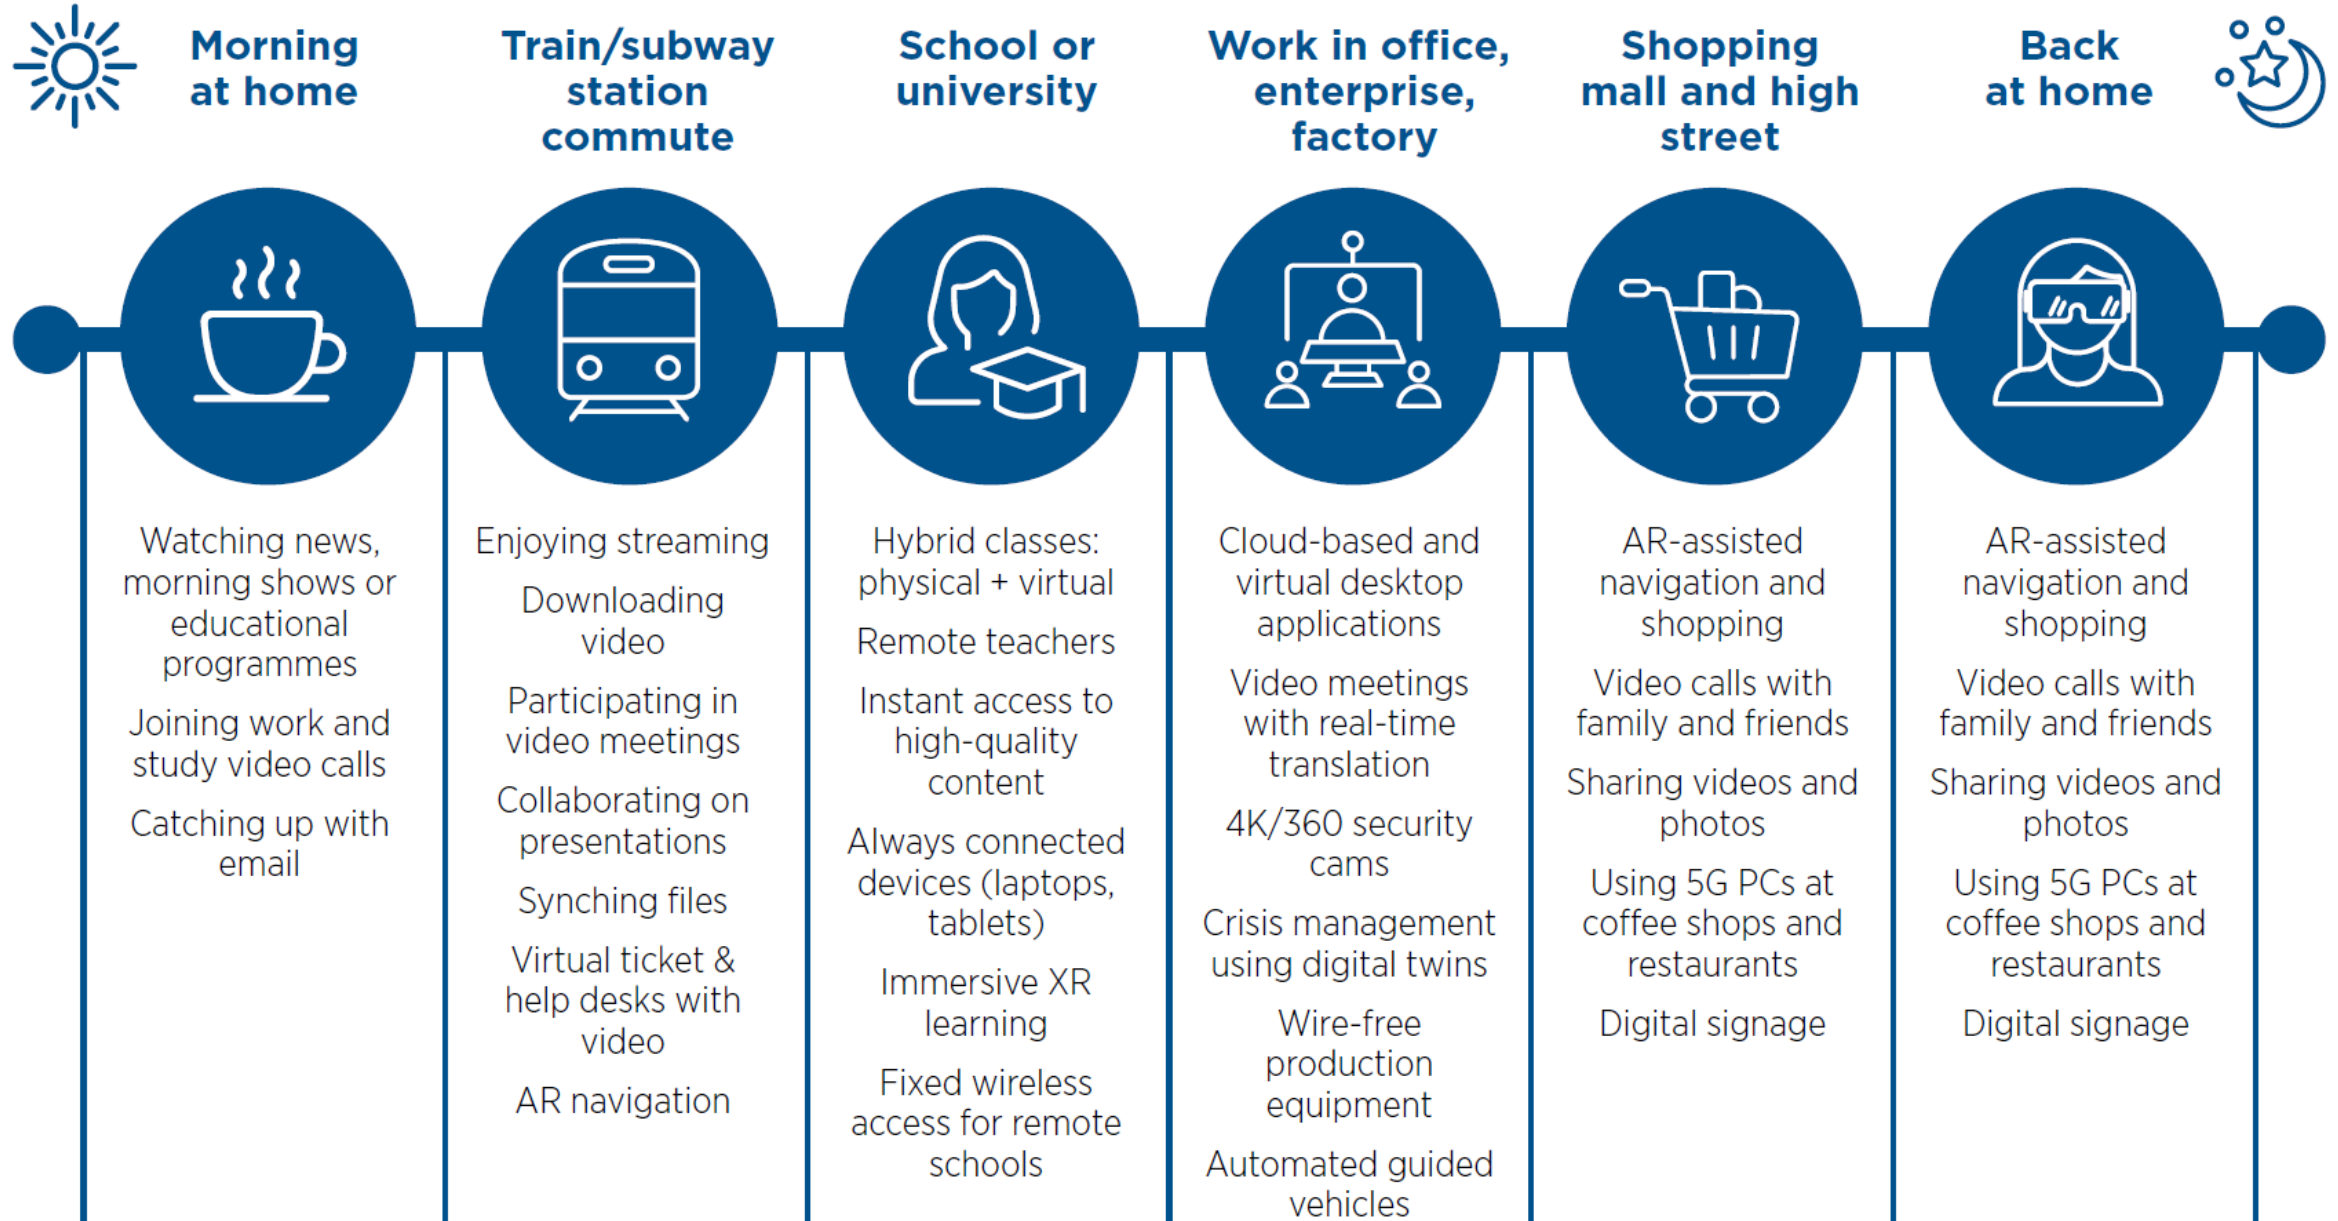 Morning
at home
Train/subway
station
commute
School or
university
Work in office,
enterprise,
factory
Shopping
mall and high
street
Back
at home
Watching news,
morning shows or
educational
programmes
Joining work and
study video calls
Catching up with
email
Enjoying streaming
Downloading
video
Participating in
video meetings
Collaborating on
presentations
Synching files
Virtual ticket &
help desks with
video
AR navigation
Hybrid classes:
physical + virtual
Remote teachers
Instant access to
high-quality
content
Always connected
devices (laptops,
tablets)
Immersive XR
learning
Fixed wireless
access for remote
schools
Cloud-based and
virtual desktop
applications
Video meetings
with real-time
translation
4K/360 security
cams
Crisis management
using digital twins
Wire-free
production
equipment
Automated guided
vehicles
AR-assisted
navigation and
shopping
Video calls with
family and friends
Sharing videos and
photos
Using 5G PCs at
coffee shops and
restaurants
Digital signage
AR-assisted
navigation and
shopping
Video calls with
family and friends
Sharing videos and
photos
Using 5G PCs at
coffee shops and
restaurants
Digital signage